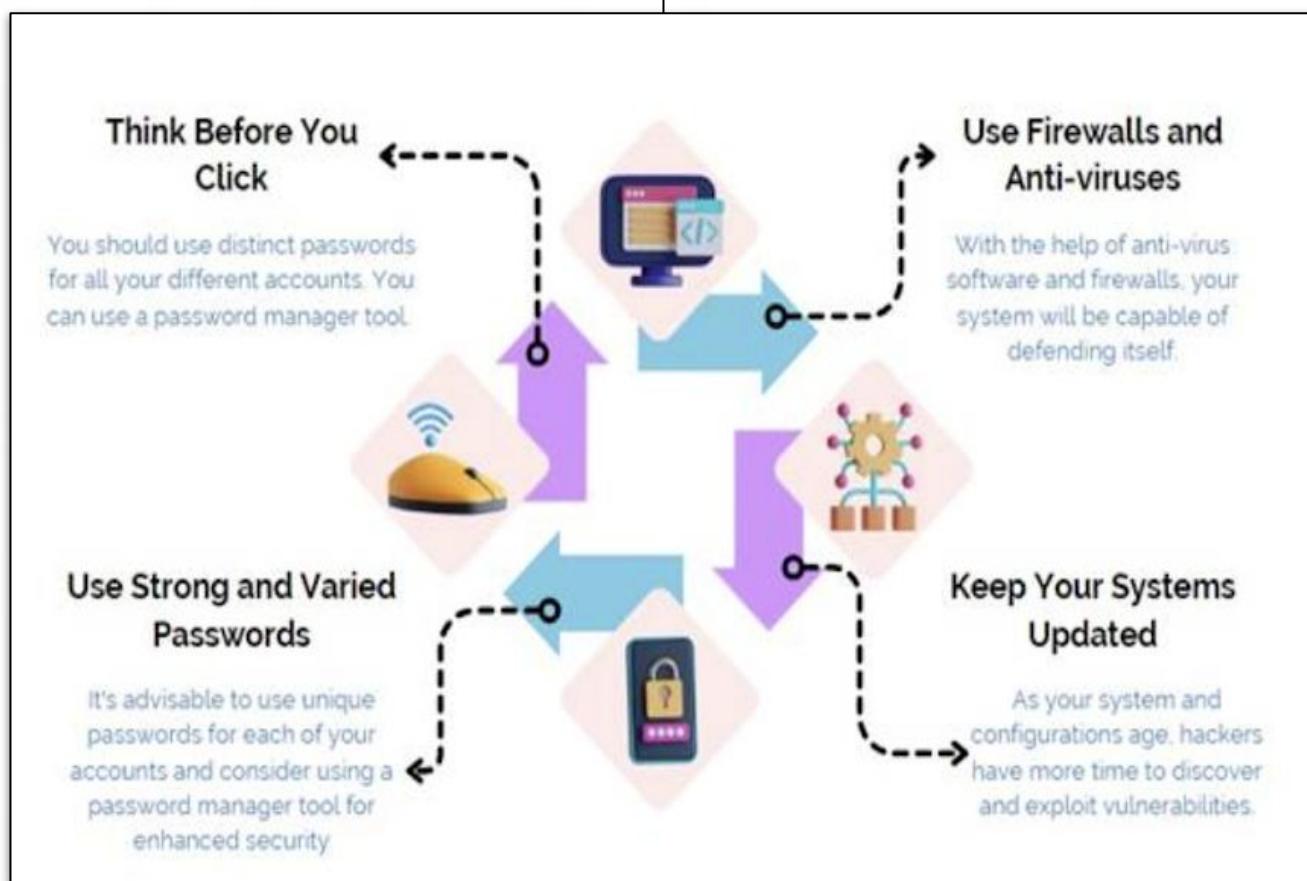 Think Before You
Click
You should use distinct passwords
for all your different accounts. You
can use a password manager tool.
Use Firewalls and
Anti-viruses
With the help of anti-virus
software and firewalls, your
system will be capable of
defending itself.
</>
Use Strong and Varied
Passwords
It's advisable to use unique
passwords for each of your
accounts and consider using a
password manager tool for
enhanced security
Keep Your Systems
Updated
As your system and
configurations age, hackers
have more time to discover
and exploit vulnerabilities.